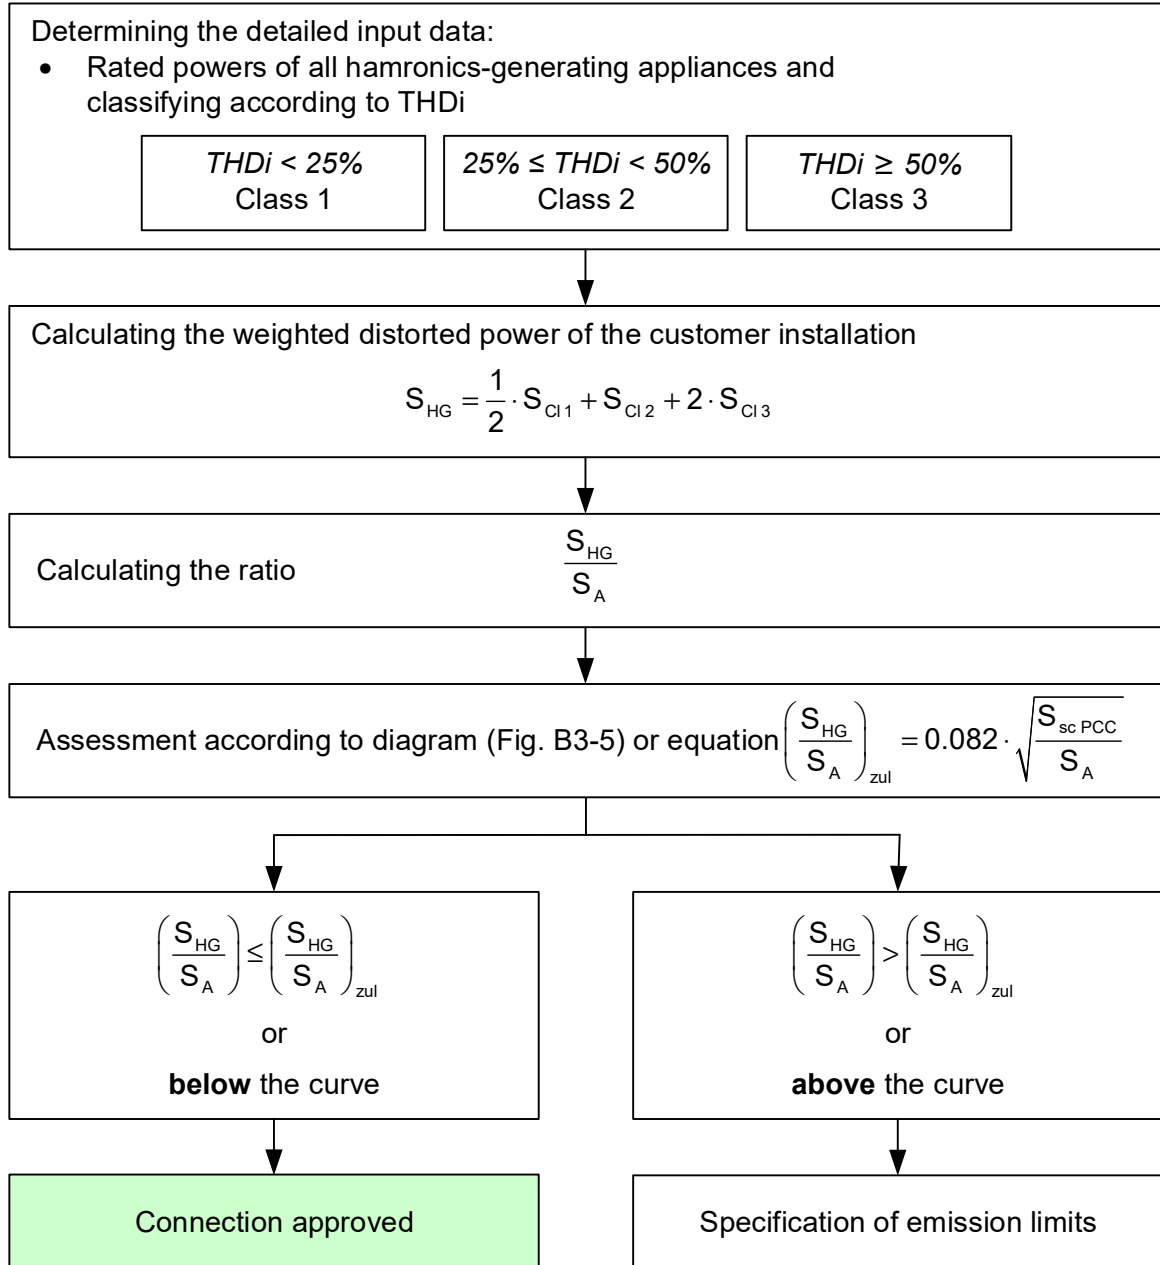 Determining the detailed input data:
• Rated powers of all hamronics-generating appliances and
classifying according to THDi
THDi < 25%
Class 1
25% ≤ THDi < 50%
Class 2
THDi ≥ 50%
Class 3
Calculating the weighted distorted power of the customer installation
S_HG = 1/2 · S_Cl 1 + S_Cl 2 + 2 · S_Cl 3
Calculating the ratio S_HG / S_A
Assessment according to diagram (Fig. B3-5) or equation (S_HG / S_A)_zul = 0.082 · √(S_sc PCC / S_A)
(S_HG / S_A) ≤ (S_HG / S_A)_zul
or
below the curve
(S_HG / S_A) > (S_HG / S_A)_zul
or
above the curve
Connection approved
Specification of emission limits